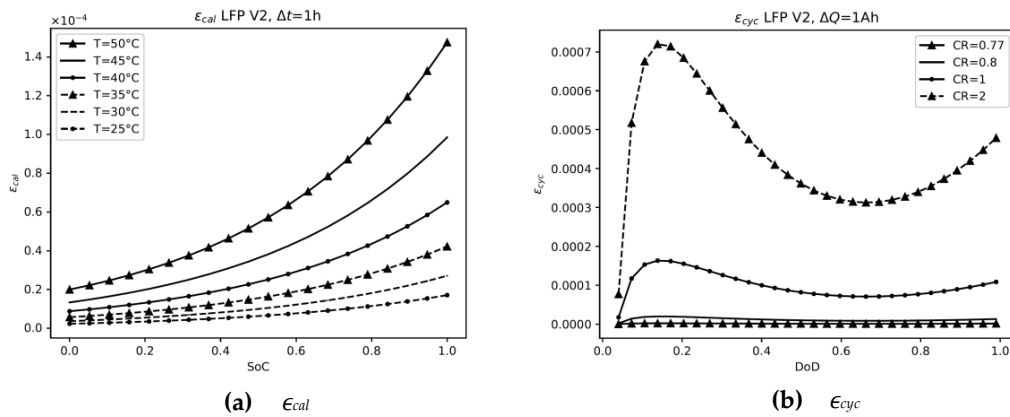 ε_cal LFP V2, Δt=1h
×10⁻⁴
1.4
1.2
1.0
0.8
0.6
0.4
0.2
0.0
ε_cal
T=50°C
T=45°C
T=40°C
T=35°C
T=30°C
T=25°C
0.0 0.2 0.4 0.6 0.8 1.0
SoC
(a) ϵcal
ε_cyc LFP V2, ΔQ=1Ah
0.0007
0.0006
0.0005
0.0004
0.0003
0.0002
0.0001
0.0000
ε_cyc
CR=0.77
CR=0.8
CR=1
CR=2
0.0 0.2 0.4 0.6 0.8 1.0
DoD
(b) ϵcyc